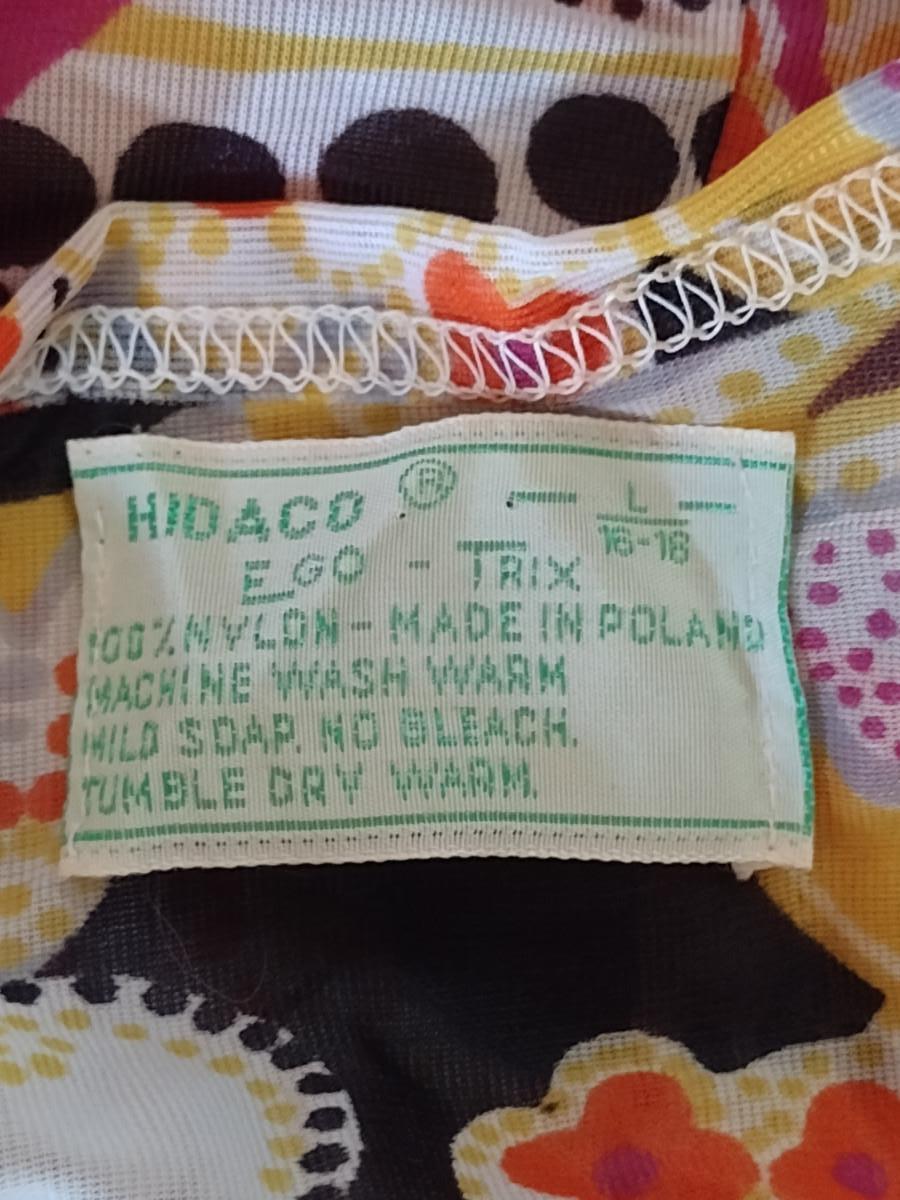 HIDACO ® — L —
16-18
EGO - TRIX
100% NYLON - MADE IN POLAND
MACHINE WASH WARM
MILD SOAP. NO BLEACH.
TUMBLE DRY WARM.